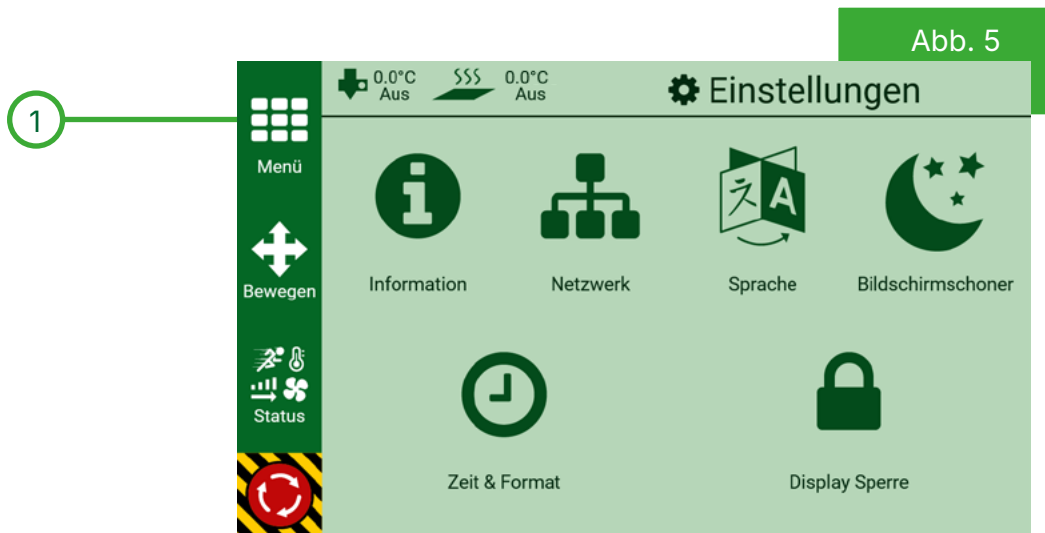 Abb. 5
0.0°C
Aus
0.0°C
Aus
Einstellungen
1
Menü
Bewegen
Status
Information
Netzwerk
Sprache
Bildschirmschoner
Zeit & Format
Display Sperre